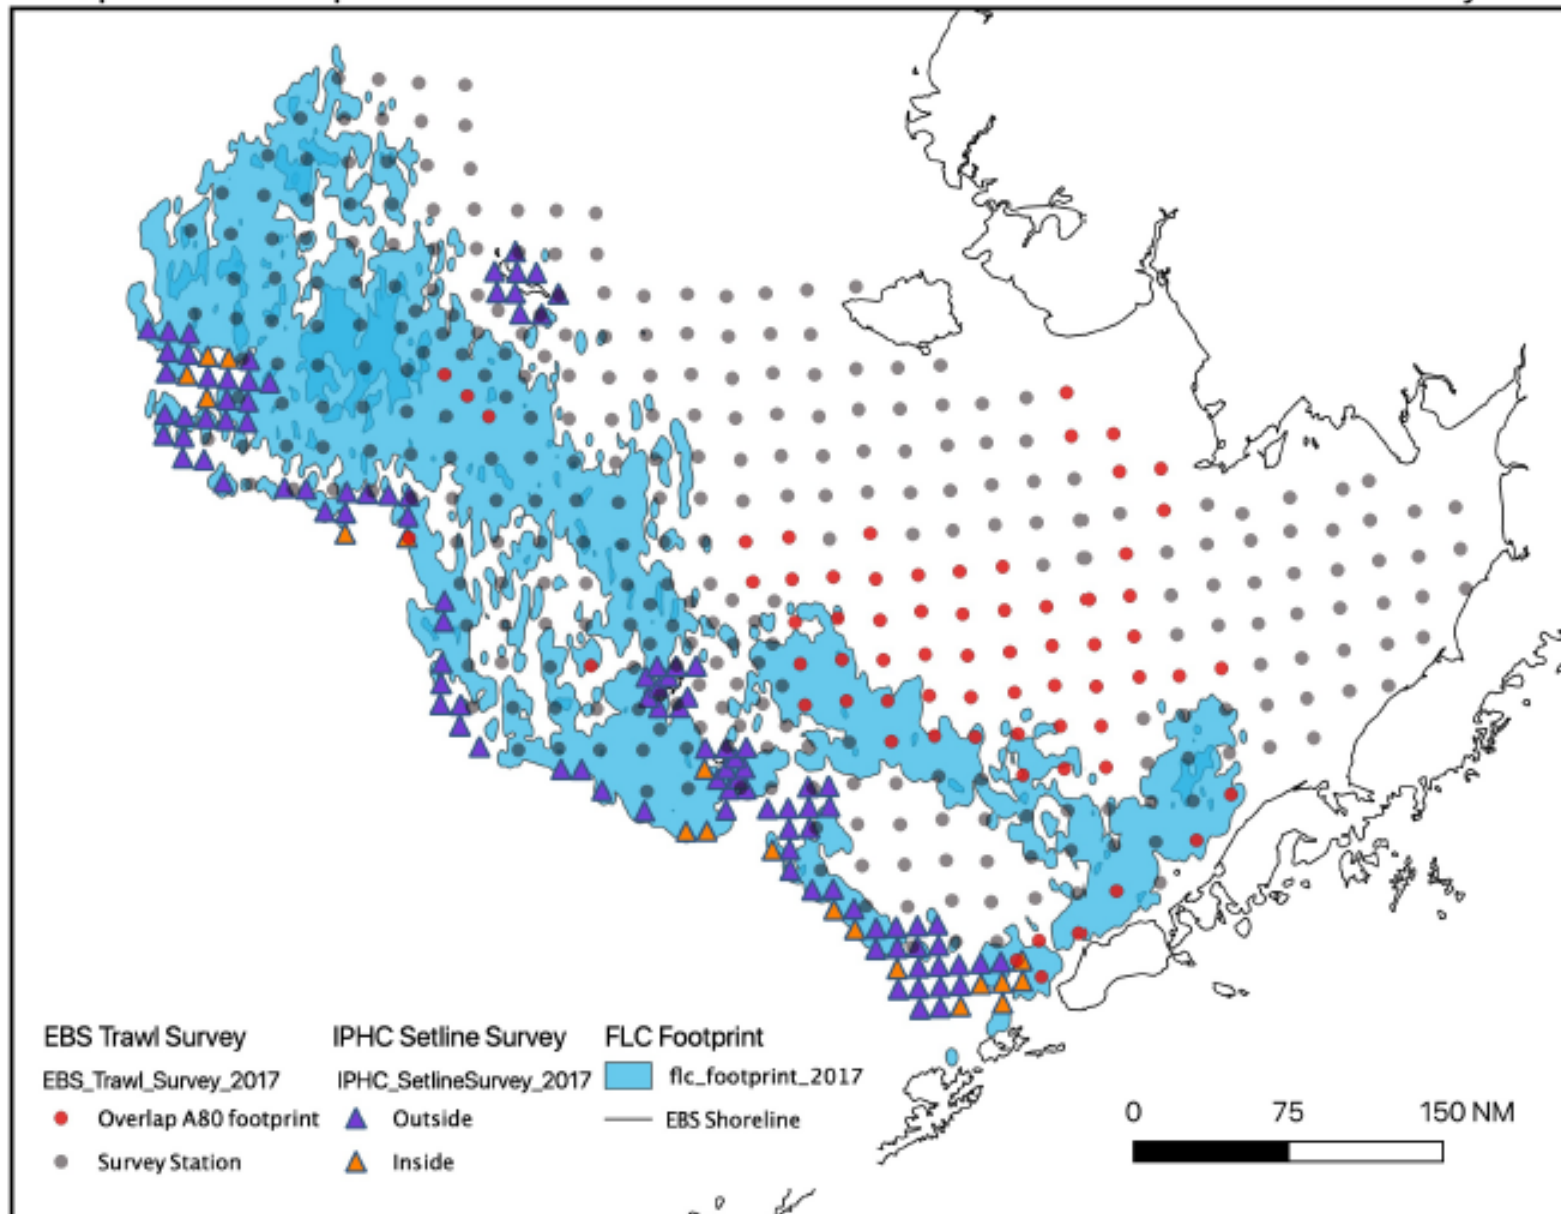 EBS Trawl Survey
EBS_Trawl_Survey_2017
Overlap A80 footprint
Survey Station
IPHC Setline Survey
IPHC_SetlineSurvey_2017
Outside
Inside
FLC Footprint
flc_footprint_2017
EBS Shoreline
0 75 150 NM